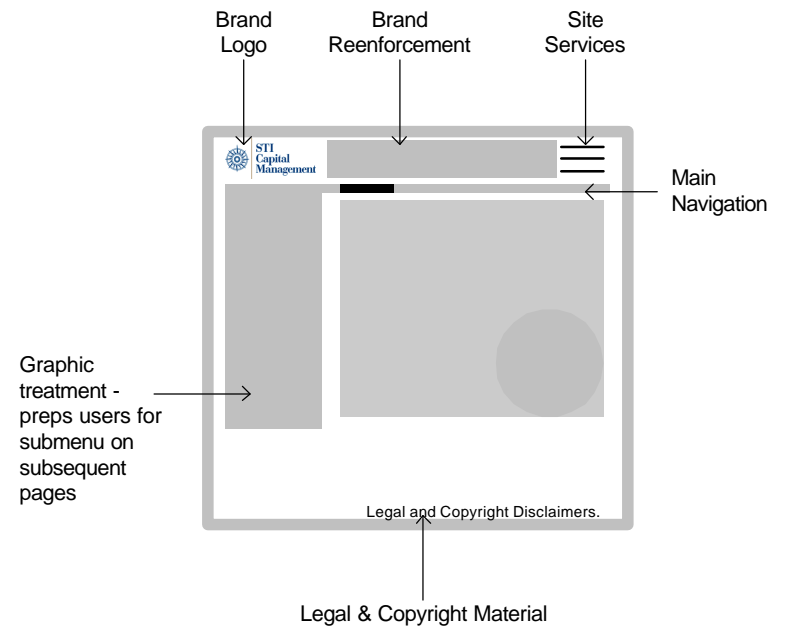 Brand
Logo
Brand
Reenforcement
Site
Services
STI
Capital
Management
Main
Navigation
Graphic
treatment -
preps users for
submenu on
subsequent
pages
Legal and Copyright Disclaimers.
Legal & Copyright Material